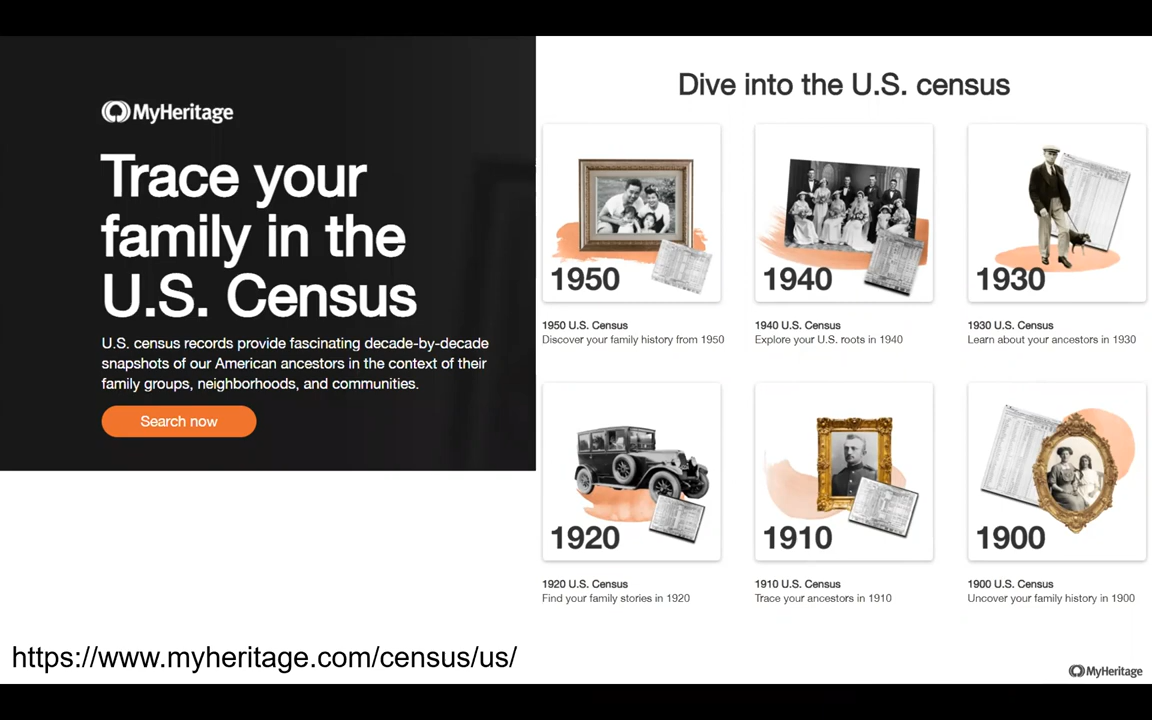 MyHeritage
Trace your
family in the
U.S. Census
U.S. census records provide fascinating decade-by-decade
snapshots of our American ancestors in the context of their
family groups, neighborhoods, and communities.
Search now
https://www.myheritage.com/census/us/
Dive into the U.S. census
1950
1950 U.S. Census
Discover your family history from 1950
1940
1940 U.S. Census
Explore your U.S. roots in 1940
1930
1930 U.S. Census
Learn about your ancestors in 1930
1920
1920 U.S. Census
Find your family stories in 1920
1910
1910 U.S. Census
Trace your ancestors in 1910
1900
1900 U.S. Census
Uncover your family history in 1900
MyHeritage